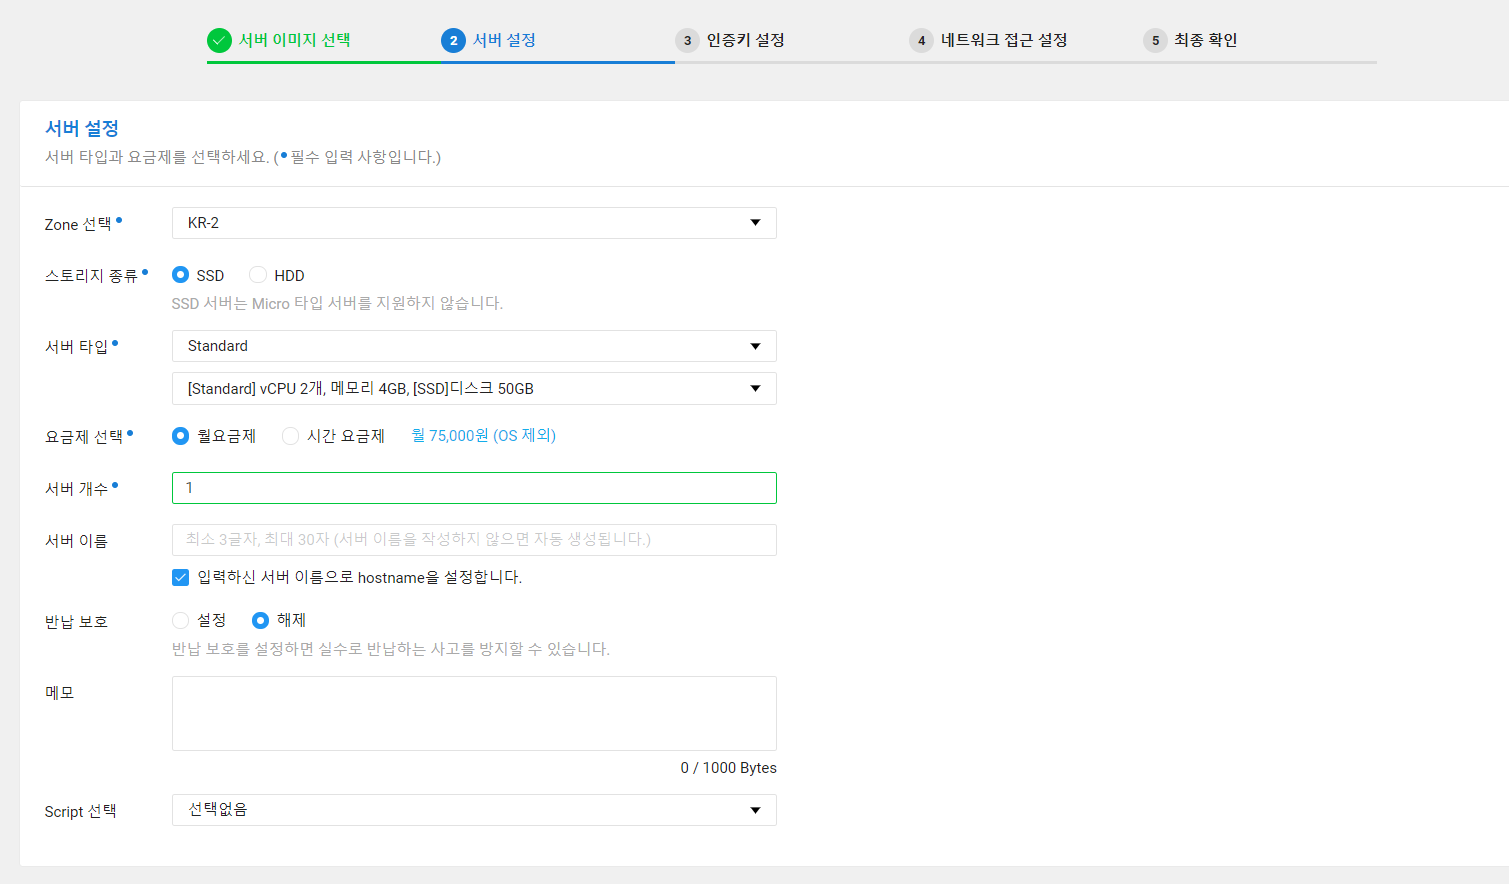 서버 이미지 선택
2 서버 설정
3 인증키 설정
4 네트워크 접근 설정
5 최종 확인
서버 설정
서버 타입과 요금제를 선택하세요. (•필수 입력 사항입니다.)
Zone 선택•
KR-2
스토리지 종류•
SSD HDD
SSD 서버는 Micro 타입 서버를 지원하지 않습니다.
서버 타입•
Standard
[Standard] vCPU 2개, 메모리 4GB, [SSD]디스크 50GB
요금제 선택•
월요금제 시간 요금제 월 75,000원 (OS 제외)
서버 개수•
1
서버 이름
최소 3글자, 최대 30자 (서버 이름을 작성하지 않으면 자동 생성됩니다.)
입력하신 서버 이름으로 hostname을 설정합니다.
반납 보호
설정 해제
반납 보호를 설정하면 실수로 반납하는 사고를 방지할 수 있습니다.
메모
0 / 1000 Bytes
Script 선택
선택없음